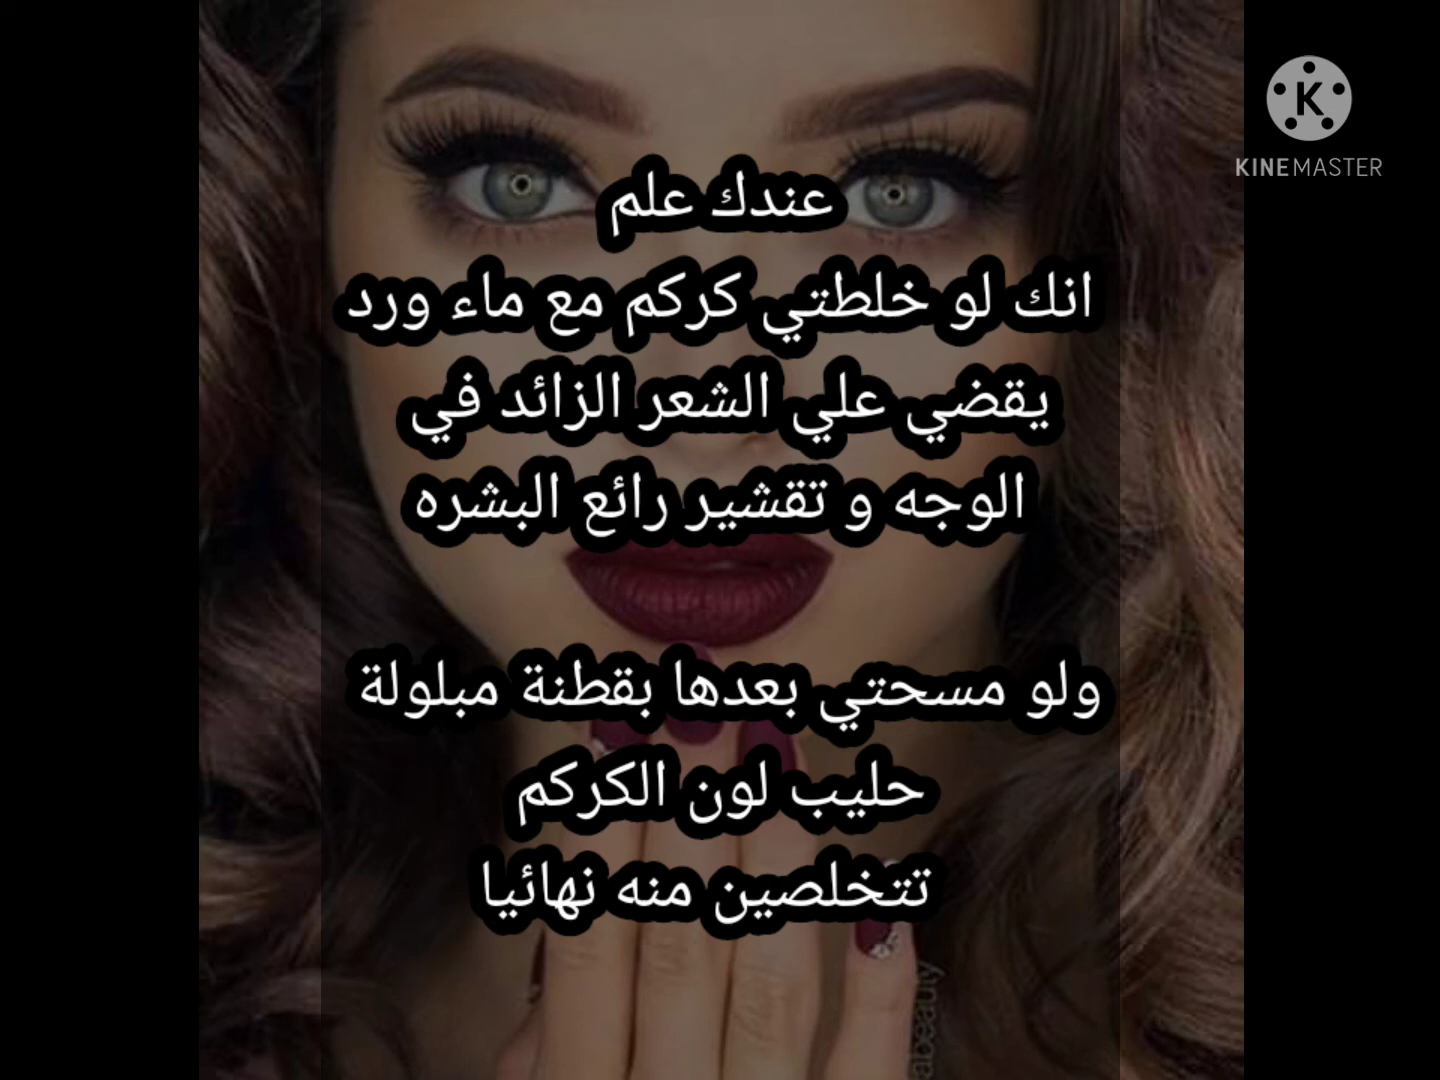 KINEMASTER
عندك علم
انك لو خلطتي كركم مع ماء ورد
يقضي علي الشعر الزائد في
الوجه و تقشير رائع البشره
ولو مسحتي بعدها بقطنة مبلولة
حليب لون الكركم
تتخلصين منه نهائيا
abeauty